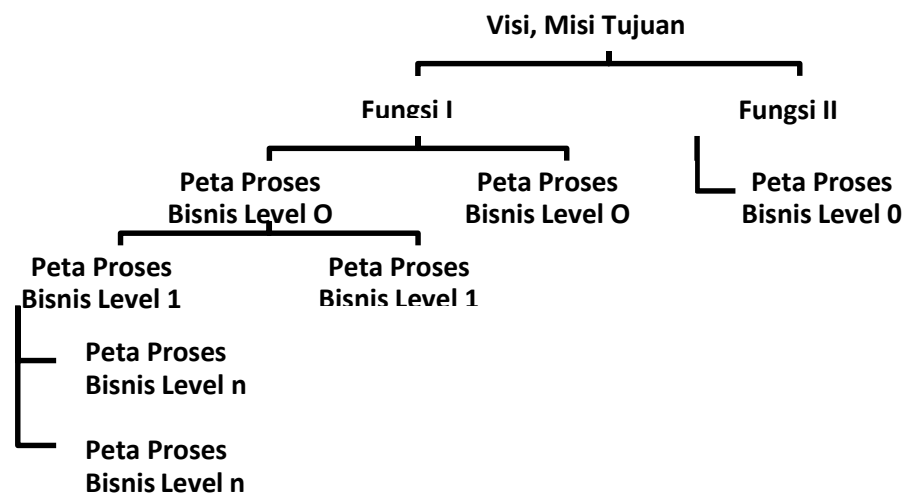 Visi, Misi Tujuan
Fungsi I
Fungsi II
Peta Proses
Bisnis Level O
Peta Proses
Bisnis Level O
Peta Proses
Bisnis Level 0
Peta Proses
Bisnis Level 1
Peta Proses
Bisnis Level 1
Peta Proses
Bisnis Level n
Peta Proses
Bisnis Level n